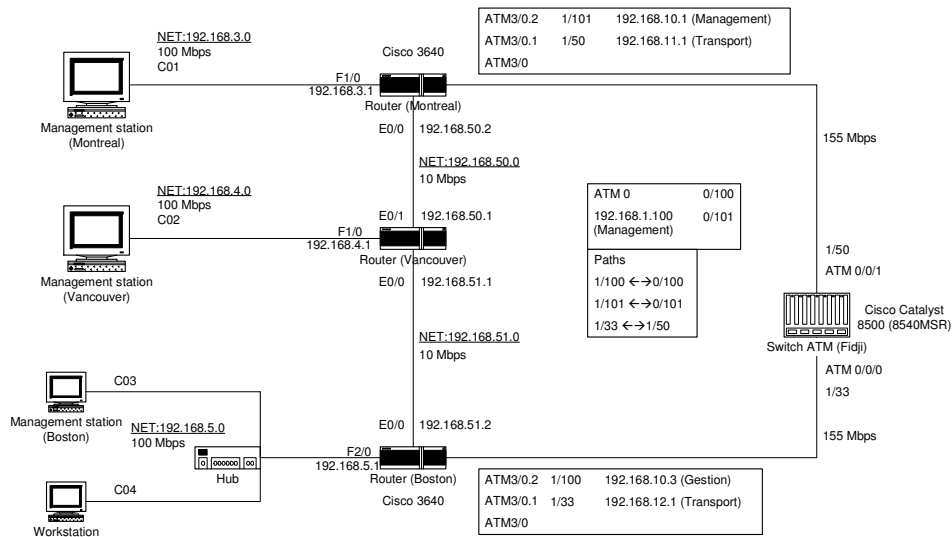 ATM3/0.2 1/101 192.168.10.1 (Management)
ATM3/0.1 1/50 192.168.11.1 (Transport)
ATM3/0
NET:192.168.3.0
100 Mbps
C01
Cisco 3640
F1/0
192.168.3.1
Router (Montreal)
Management station
(Montreal)
E0/0 192.168.50.2
155 Mbps
NET:192.168.50.0
10 Mbps
NET:192.168.4.0
100 Mbps
C02
ATM 0 0/100
192.168.1.100 0/101
(Management)
E0/1 192.168.50.1
F1/0
192.168.4.1
Router (Vancouver)
Management station
(Vancouver)
E0/0 192.168.51.1
Paths
1/100 ←→0/100
1/101 ←→0/101
1/33 ←→1/50
1/50
ATM 0/0/1
Cisco Catalyst
8500 (8540MSR)
Switch ATM (Fidji)
NET:192.168.51.0
10 Mbps
ATM 0/0/0
1/33
C03
Management station
(Boston)
NET:192.168.5.0
100 Mbps
E0/0 192.168.51.2
155 Mbps
F2/0
192.168.5.1
Hub
Router (Boston)
Cisco 3640
C04
Workstation
ATM3/0.2 1/100 192.168.10.3 (Gestion)
ATM3/0.1 1/33 192.168.12.1 (Transport)
ATM3/0